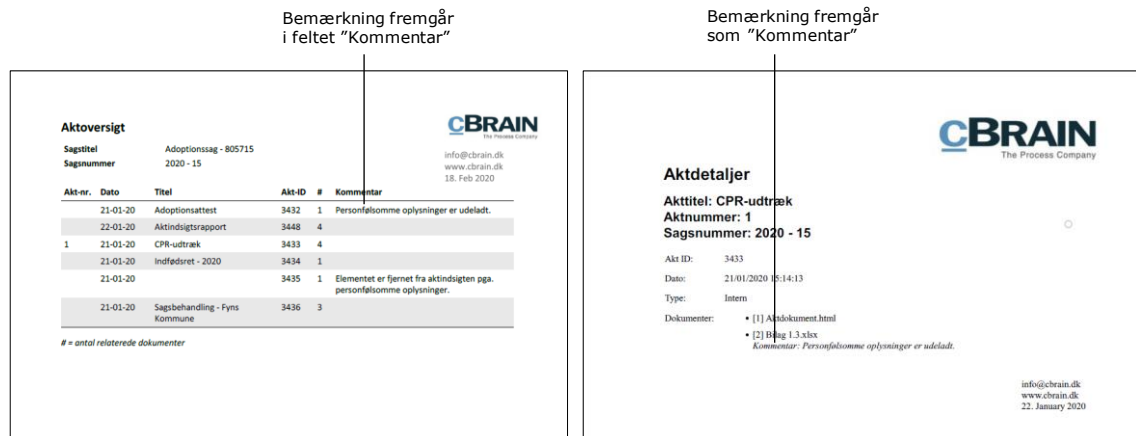 Bemærkning fremgår
i feltet ”Kommentar”
Bemærkning fremgår
som ”Kommentar”
Aktoversigt
CBRAIN
The Process Company
Sagstitel Adoptionssag - 805715
Sagsnummer 2020 - 15
info@cbrain.dk
www.cbrain.dk
18. Feb 2020
Akt-nr. Dato Titel Akt-ID # Kommentar
21-01-20 Adoptionsattest 3432 1 Personfølsomme oplysninger er udeladt.
22-01-20 Aktindsigtsrapport 3448 4
1 21-01-20 CPR-udtræk 3433 4
21-01-20 Indfødsret - 2020 3434 1
21-01-20 3435 1 Elementet er fjernet fra aktindsigten pga.
personfølsomme oplysninger.
21-01-20 Sagsbehandling - Fyns 3436 3
Kommune
# = antal relaterede dokumenter
CBRAIN
The Process Company
Aktdetaljer
Akttitel: CPR-udtræk
Aktnummer: 1
Sagsnummer: 2020 - 15
Akt ID: 3433
Dato: 21/01/2020 15:14:13
Type: Intern
Dokumenter: • [1] Aktdokument.html
• [2] Bilag 1.3.xlsx
Kommentar: Personfølsomme oplysninger er udeladt.
info@cbrain.dk
www.cbrain.dk
22. January 2020